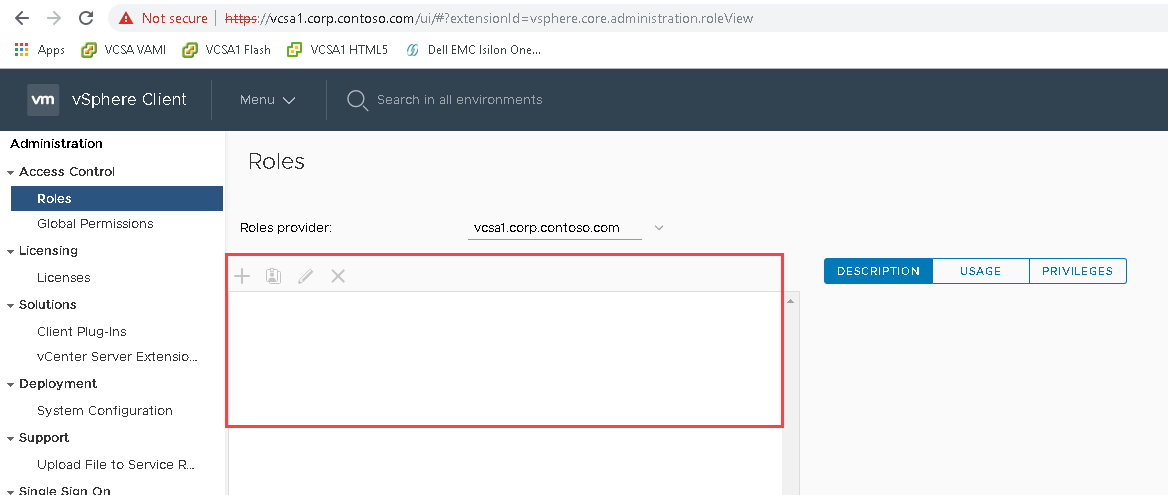 Not secure | https://vcsa1.corp.contoso.com/ui/#?extensionId=vsphere.core.administration.roleView
Apps VCSA VAMI VCSA1 Flash VCSA1 HTML5 Dell EMC Isilon One...
vm vSphere Client Menu Search in all environments
Administration
Access Control
Roles
Global Permissions
Licensing
Licenses
Solutions
Client Plug-Ins
vCenter Server Extensio...
Deployment
System Configuration
Support
Upload File to Service R...
Single Sign On
Roles
Roles provider: vcsa1.corp.contoso.com
DESCRIPTION USAGE PRIVILEGES